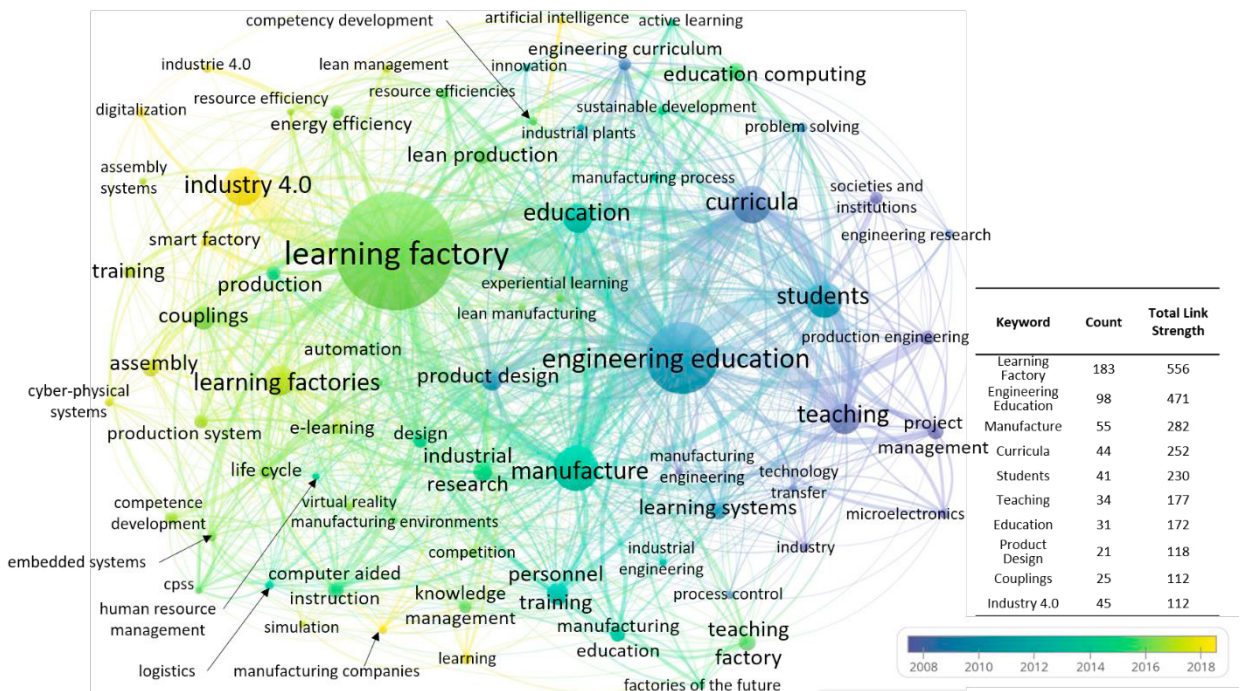 competency development
artificial intelligence
active learning
engineering curriculum
industrie 4.0
lean management
innovation
education computing
digitalization
resource efficiency
resource efficiencies
sustainable development
energy efficiency
industrial plants
problem solving
lean production
assembly
systems
industry 4.0
manufacturing process
societies and
institutions
education
curricula
smart factory
learning factory
engineering research
training
production
experiential learning
students
couplings
lean manufacturing
production engineering
automation
engineering education
assembly
learning factories
product design
cyber-physical
systems
teaching
project
management
production system
e-learning
design
industrial
research
manufacture
manufacturing
engineering
technology
transfer
life cycle
virtual reality
learning systems
microelectronics
competence
development
manufacturing environments
industry
embedded systems
competition
industrial
engineering
cpss
computer aided
instruction
personnel
training
process control
human resource
management
knowledge
management
simulation
manufacturing
education
teaching
factory
logistics
manufacturing companies
learning
factories of the future
Keyword Count Total Link
Strength
Learning
Factory 183 556
Engineering
Education 98 471
Manufacture 55 282
Curricula 44 252
Students 41 230
Teaching 34 177
Education 31 172
Product
Design 21 118
Couplings 25 112
Industry 4.0 45 112
2008 2010 2012 2014 2016 2018